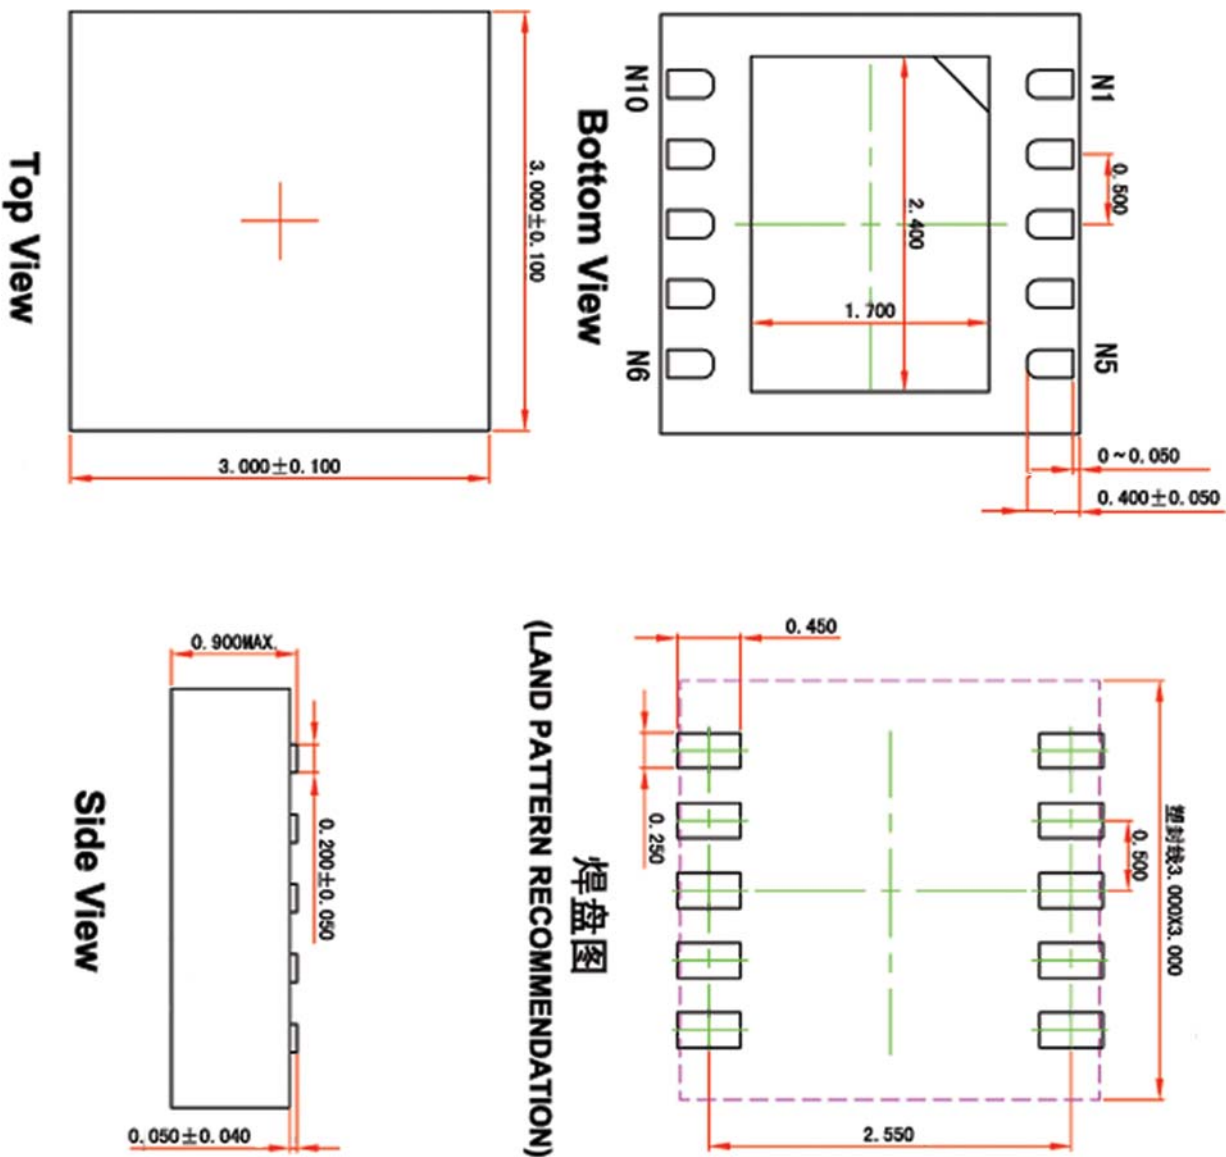 Top View
3.000±0.100
3.000±0.100
Bottom View
N10
N6
N1
N5
0.500
2.400
1.700
0~0.050
0.400±0.050
Side View
0.900MAX.
0.200±0.050
0.050±0.040
焊盘图
(LAND PATTERN RECOMMENDATION)
0.450
0.250
0.500
塑封线3.000X3.000
2.550